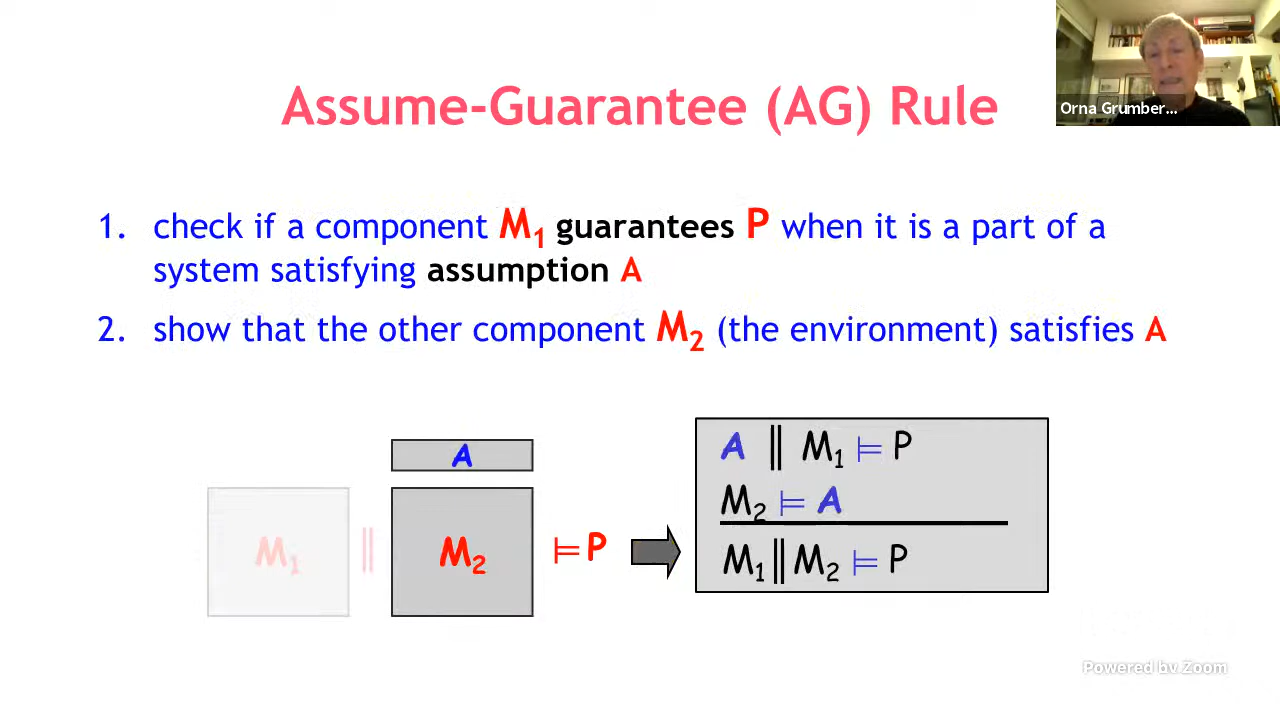 Orna Grumber...
Assume-Guarantee (AG) Rule
1. check if a component M₁ guarantees P when it is a part of a
system satisfying assumption A
2. show that the other component M₂ (the environment) satisfies A
A
M₁ || M₂ ⊨ P
A || M₁ ⊨ P
M₂ ⊨ A
M₁||M₂ ⊨ P
Powered by Zoom